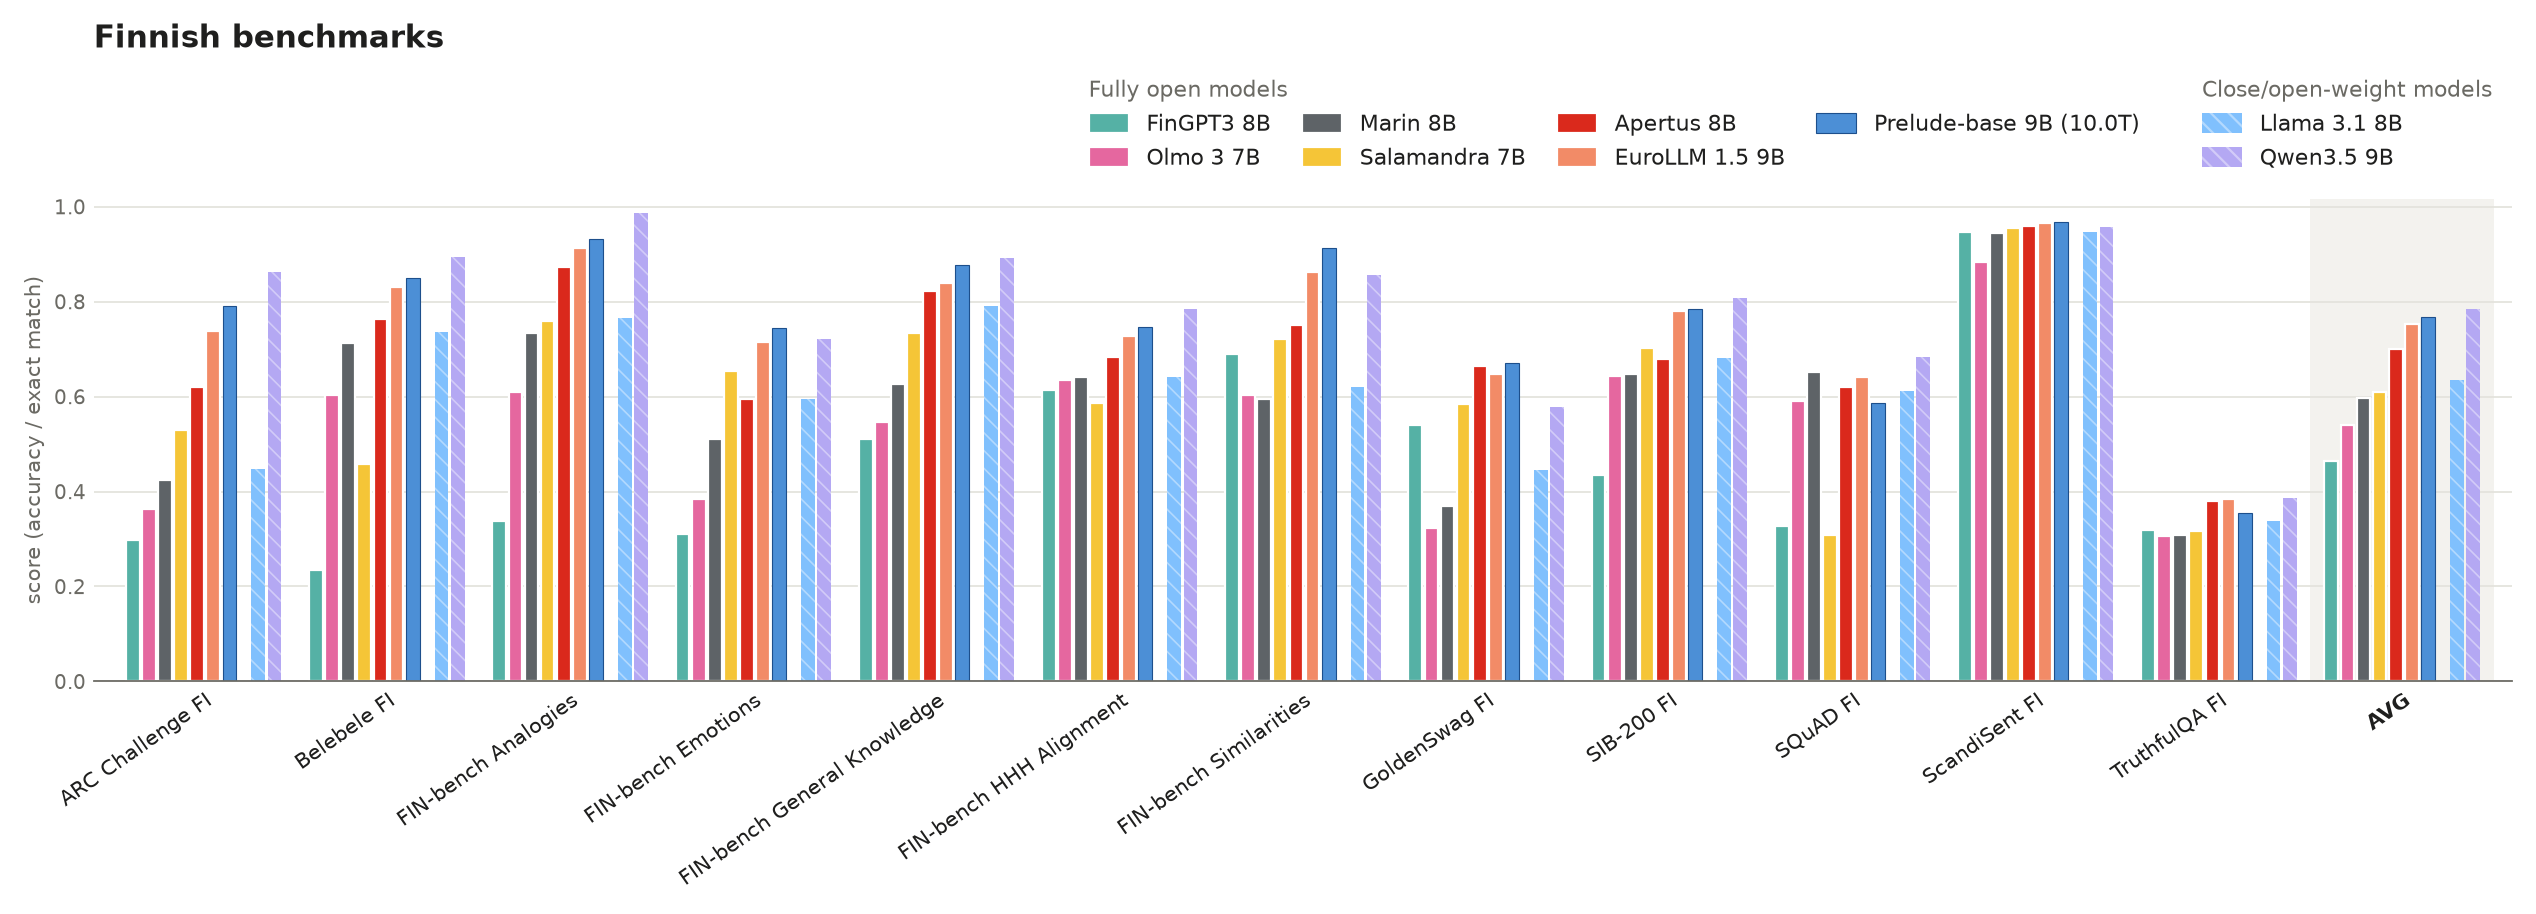 Finnish benchmarks
Fully open models
Close/open-weight models
FinGPT3 8B
Marin 8B
Apertus 8B
Prelude-base 9B (10.0T)
Llama 3.1 8B
Olmo 3 7B
Salamandra 7B
EuroLLM 1.5 9B
Qwen3.5 9B
score (accuracy / exact match)
1.0
0.8
0.6
0.4
0.2
0.0
ARC Challenge FI
Belebele FI
FIN-bench Analogies
FIN-bench Emotions
FIN-bench General Knowledge
FIN-bench HHH Alignment
FIN-bench Similarities
GoldenSwag FI
SIB-200 FI
SQuAD FI
ScandiSent FI
TruthfulQA FI
AVG